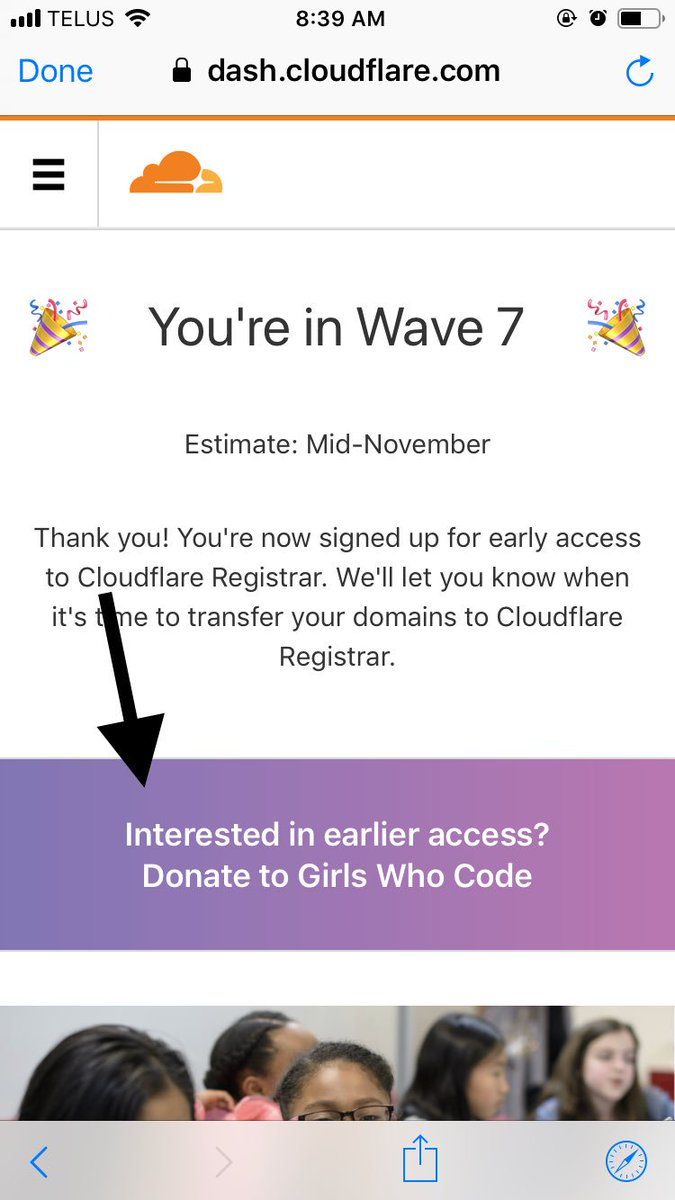 TELUS 8:39 AM
Done dash.cloudflare.com
You're in Wave 7
Estimate: Mid-November
Thank you! You're now signed up for early access
to Cloudflare Registrar. We'll let you know when
it's time to transfer your domains to Cloudflare
Registrar.
Interested in earlier access?
Donate to Girls Who Code